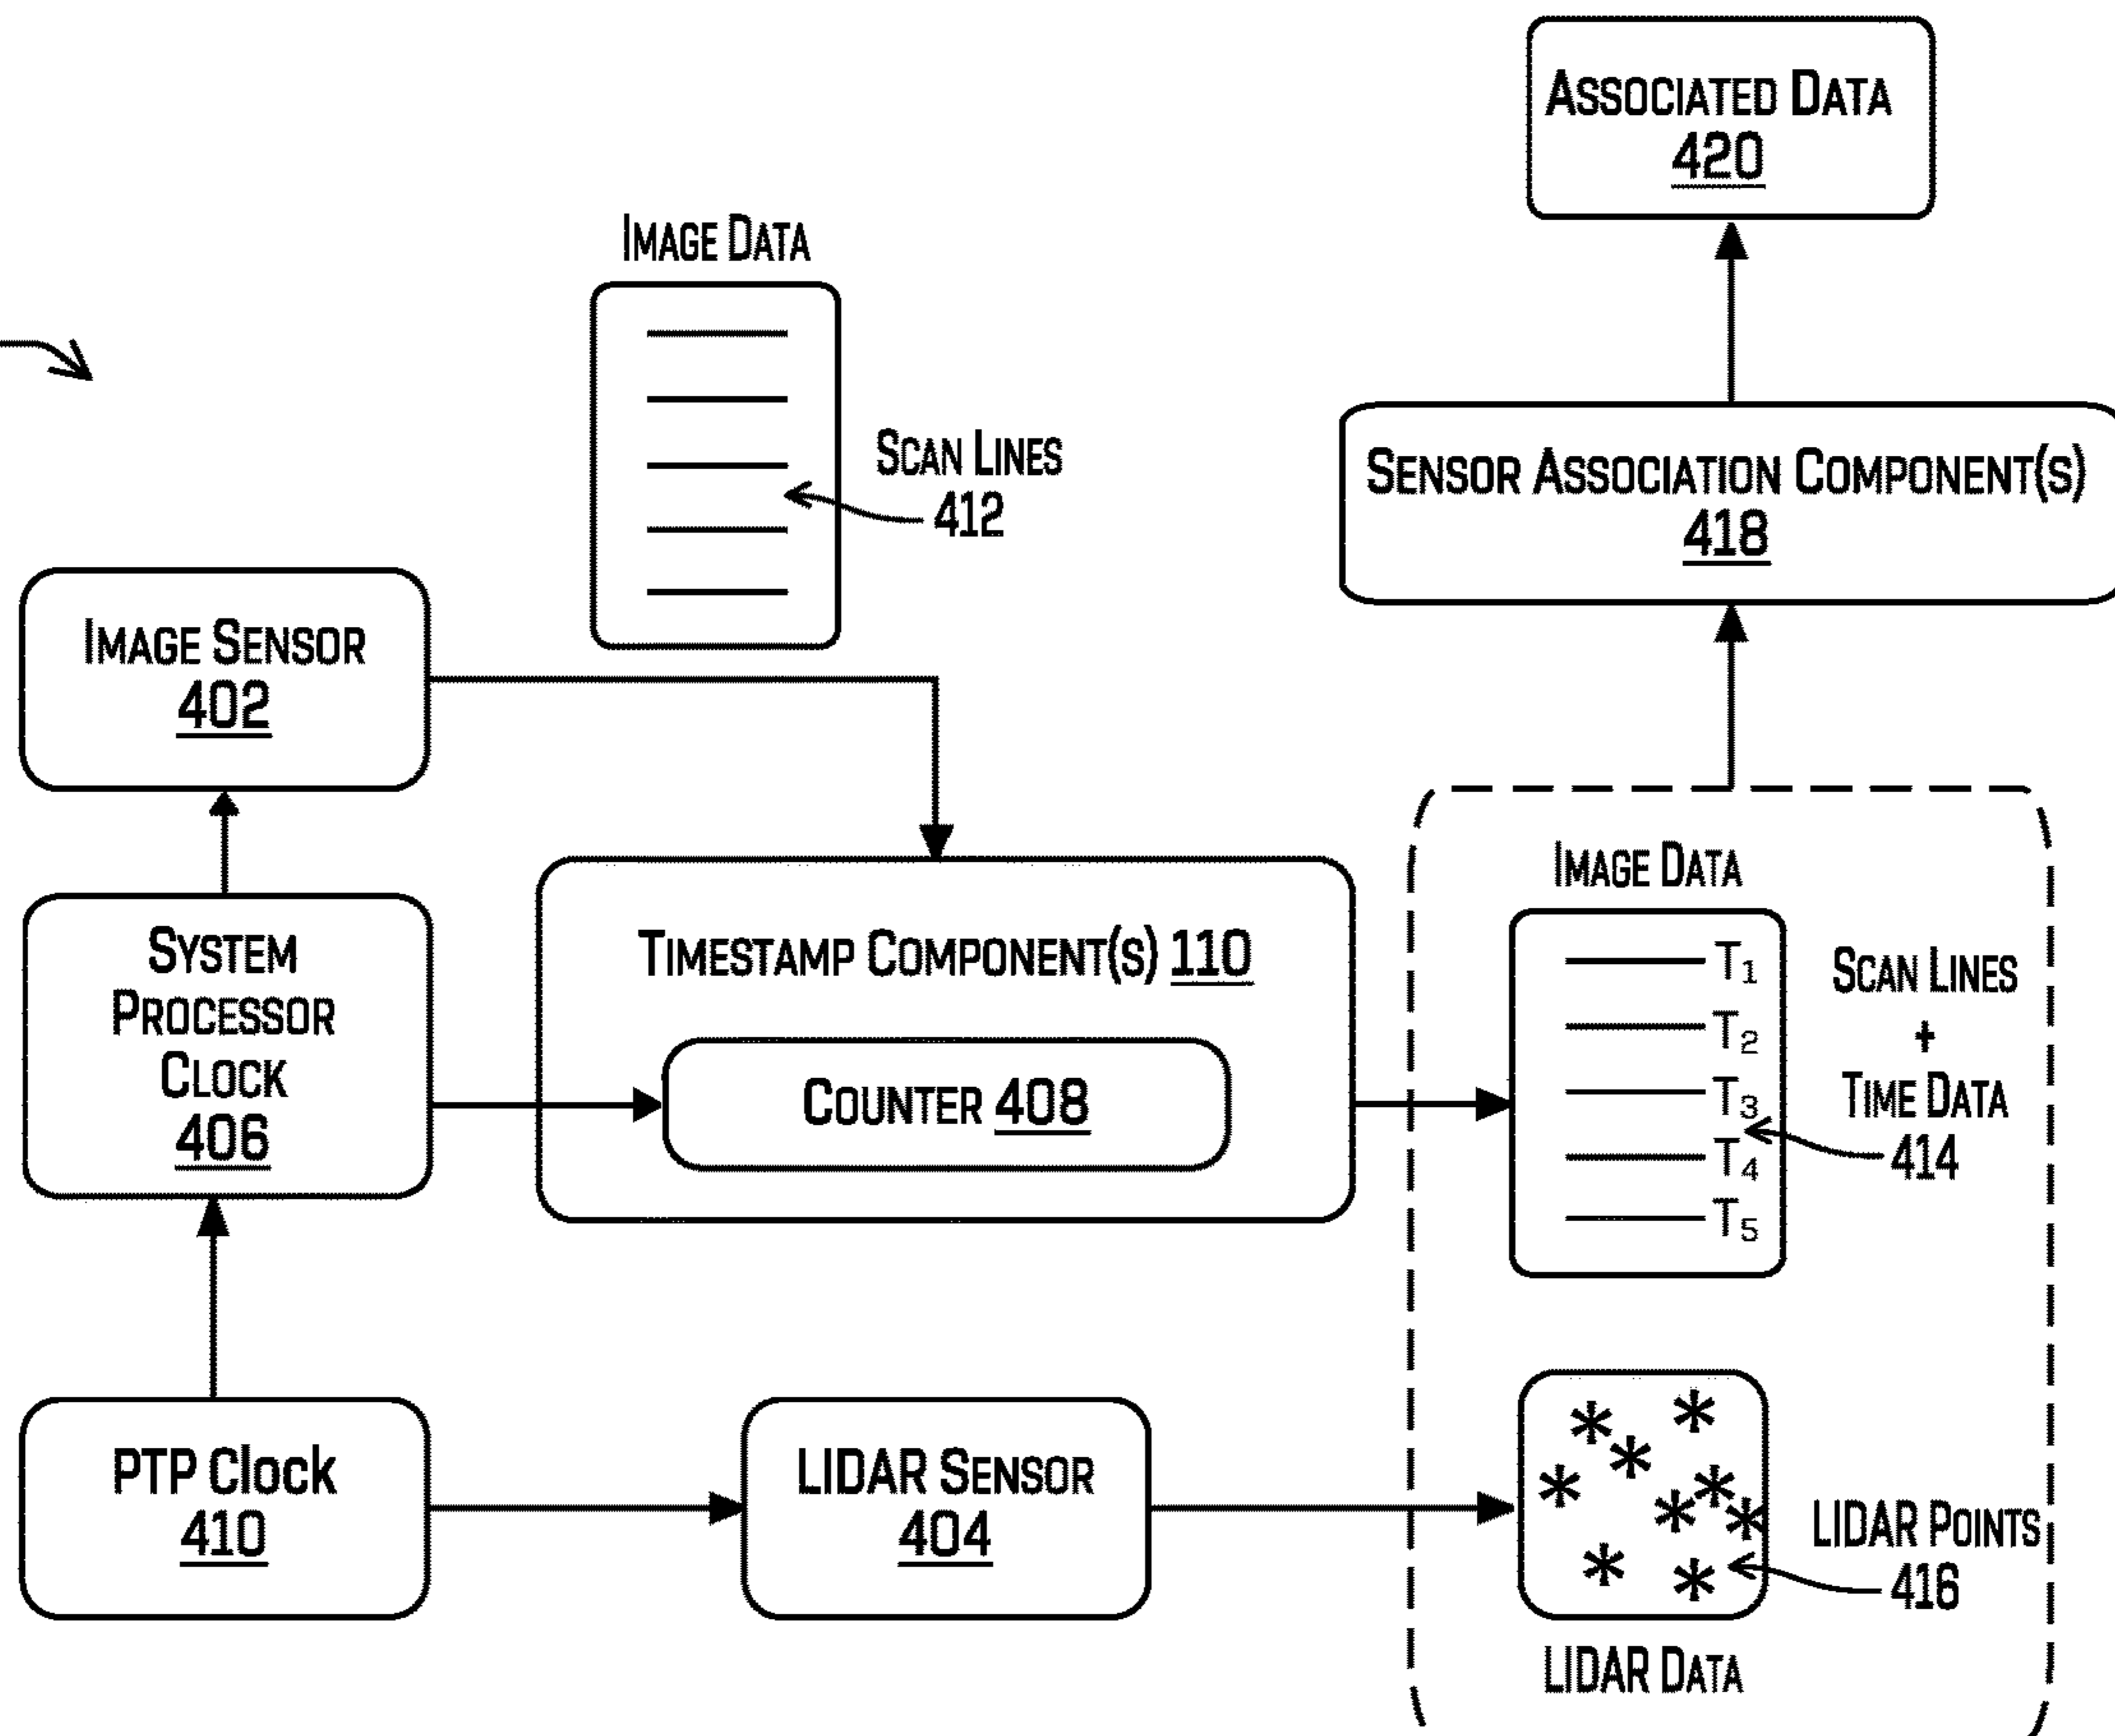 ASSOCIATED DATA
420
IMAGE DATA
SCAN LINES
412
SENSOR ASSOCIATION COMPONENT(S)
418
IMAGE SENSOR
402
SYSTEM
PROCESSOR
CLOCK
406
TIMESTAMP COMPONENT(S) 110
COUNTER 408
IMAGE DATA
T1
T2
T3
T4
T5
SCAN LINES
+
TIME DATA
414
PTP Clock
410
LIDAR SENSOR
404
LIDAR POINTS
416
LIDAR DATA